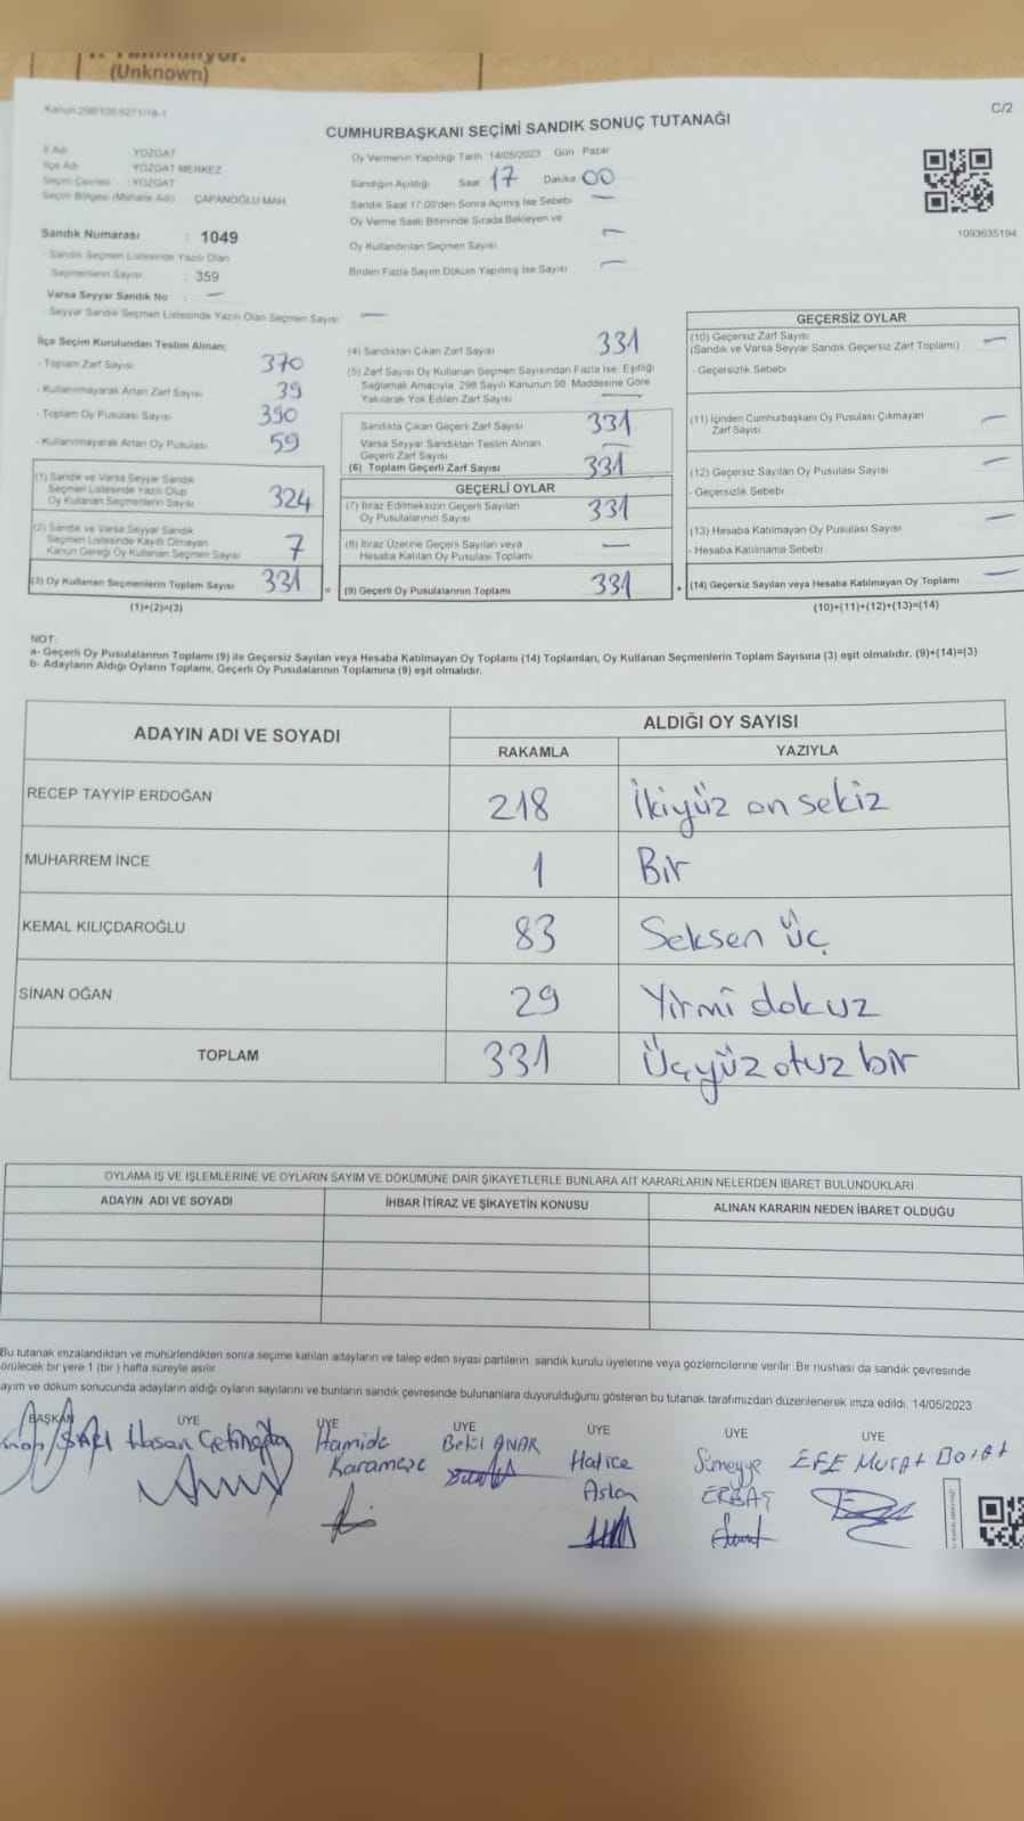 (Unknown)
C/2
CUMHURBAŞKANI SEÇİMİ SANDIK SONUÇ TUTANAĞI
İl Adı YOZGAT
İlçe Adı YOZGAT MERKEZ
Seçim Çevresi : YOZGAT
Seçim Bölgesi (Mahalle Adı) ÇAPANOĞLU MAH.
Sandık Numarası : 1049
Sandık Seçmen Listesinde Yazılı Olan
Seçmenlerin Sayısı : 359
Varsa Seyyar Sandık No : —
Seyyar Sandık Seçmen Listesinde Yazılı Olan Seçmen Sayısı —
Oy Vermenin Yapıldığı Tarih 14/05/2023 Gün Pazar
Sandığın Açıldığı Saat 17 Dakika 00
Sandık Saat 17:00'den Sonra Açılmış İse Sebebi —
Oy Verme Saati Bitiminde Sırada Bekleyen ve
Oy Kullandırılan Seçmen Sayısı —
Birden Fazla Sayım Döküm Yapılmış İse Sayısı —
1093635194
İlçe Seçim Kurulundan Teslim Alınan;
- Toplam Zarf Sayısı 370
- Kullanılmayarak Artan Zarf Sayısı 39
- Toplam Oy Pusulası Sayısı 390
- Kullanılmayarak Artan Oy Pusulası 59
(1) Sandık ve Varsa Seyyar Sandık
Seçmen Listesinde Yazılı Olup
Oy Kullanan Seçmenlerin Sayısı 324
(2) Sandık ve Varsa Seyyar Sandık
Seçmen Listesinde Kayıtlı Olmayan
Kanun Gereği Oy Kullanan Seçmen Sayısı 7
(3) Oy Kullanan Seçmenlerin Toplam Sayısı 331
(1)+(2)=(3)
(4) Sandıktan Çıkan Zarf Sayısı 331
(5) Zarf Sayısı Oy Kullanan Seçmen Sayısından Fazla İse; Eşitliği
Sağlamak Amacıyla, 298 Sayılı Kanunun 98. Maddesine Göre
Yakılarak Yok Edilen Zarf Sayısı —
Sandıkta Çıkan Geçerli Zarf Sayısı 331
Varsa Seyyar Sandıktan Teslim Alınan
Geçerli Zarf Sayısı —
(6) Toplam Geçerli Zarf Sayısı 331
GEÇERLİ OYLAR
(7) İtiraz Edilmeksizin Geçerli Sayılan
Oy Pusulalarının Sayısı 331
(8) İtiraz Üzerine Geçerli Sayılan veya
Hesaba Katılan Oy Pusulası Toplamı —
= (9) Geçerli Oy Pusulalarının Toplamı 331
GEÇERSİZ OYLAR
(10) Geçersiz Zarf Sayısı
(Sandık ve Varsa Seyyar Sandık Geçersiz Zarf Toplamı) —
- Geçersizlik Sebebi
(11) İçinden Cumhurbaşkanı Oy Pusulası Çıkmayan
Zarf Sayısı —
(12) Geçersiz Sayılan Oy Pusulası Sayısı —
- Geçersizlik Sebebi
(13) Hesaba Katılmayan Oy Pusulası Sayısı —
- Hesaba Katılmama Sebebi
+ (14) Geçersiz Sayılan veya Hesaba Katılmayan Oy Toplamı —
(10)+(11)+(12)+(13)=(14)
NOT:
a- Geçerli Oy Pusulalarının Toplamı (9) ile Geçersiz Sayılan veya Hesaba Katılmayan Oy Toplamı (14) Toplamları, Oy Kullanan Seçmenlerin Toplam Sayısına (3) eşit olmalıdır. (9)+(14)=(3)
b- Adayların Aldığı Oyların Toplamı, Geçerli Oy Pusulalarının Toplamına (9) eşit olmalıdır.
ADAYIN ADI VE SOYADI
ALDIĞI OY SAYISI
RAKAMLA YAZIYLA
RECEP TAYYİP ERDOĞAN 218 İkiyüz on sekiz
MUHARREM İNCE 1 Bir
KEMAL KILIÇDAROĞLU 83 Seksen üç
SİNAN OĞAN 29 Yirmi dokuz
TOPLAM 331 Üçyüz otuz bir
OYLAMA İŞ VE İŞLEMLERİNE VE OYLARIN SAYIM VE DÖKÜMÜNE DAİR ŞİKAYETLERLE BUNLARA AİT KARARLARIN NELERDEN İBARET BULUNDUKLARI
ADAYIN ADI VE SOYADI İHBAR İTİRAZ VE ŞİKAYETİN KONUSU ALINAN KARARIN NEDEN İBARET OLDUĞU
Bu tutanak imzalandıktan ve mühürlendikten sonra seçime katılan adayların ve talep eden siyasi partilerin, sandık kurulu üyelerine veya gözlemcilerine verilir. Bir nüshası da sandık çevresinde
görülecek bir yere 1 (bir) hafta süreyle asılır.
ayım ve döküm sonucunda adayların aldığı oyların sayılarını ve bunların sandık çevresinde bulunanlara duyurulduğunu gösteren bu tutanak tarafımızdan düzenlenerek imza edildi. 14/05/2023
BAŞKAN ÜYE ÜYE ÜYE ÜYE ÜYE ÜYE
Hasan Hamide Karameşe
Halice Aslan
Sümeyye ERBAŞ
EFE Murat